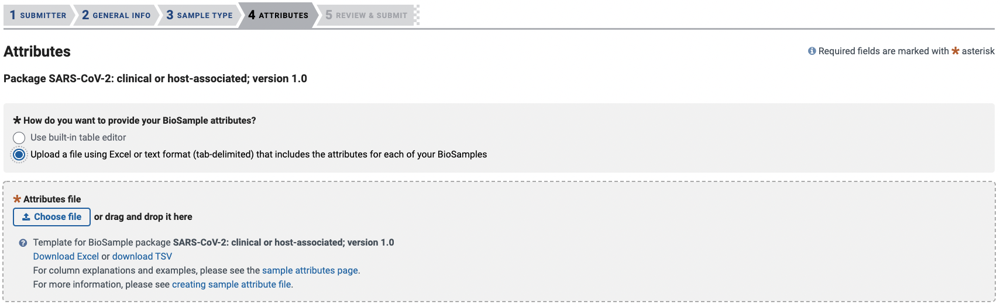 1 SUBMITTER 2 GENERAL INFO 3 SAMPLE TYPE 4 ATTRIBUTES 5 REVIEW & SUBMIT
Attributes
Required fields are marked with * asterisk
Package SARS-CoV-2: clinical or host-associated; version 1.0
* How do you want to provide your BioSample attributes?
Use built-in table editor
Upload a file using Excel or text format (tab-delimited) that includes the attributes for each of your BioSamples
* Attributes file
Choose file or drag and drop it here
Template for BioSample package SARS-CoV-2: clinical or host-associated; version 1.0
Download Excel or download TSV
For column explanations and examples, please see the sample attributes page.
For more information, please see creating sample attribute file.